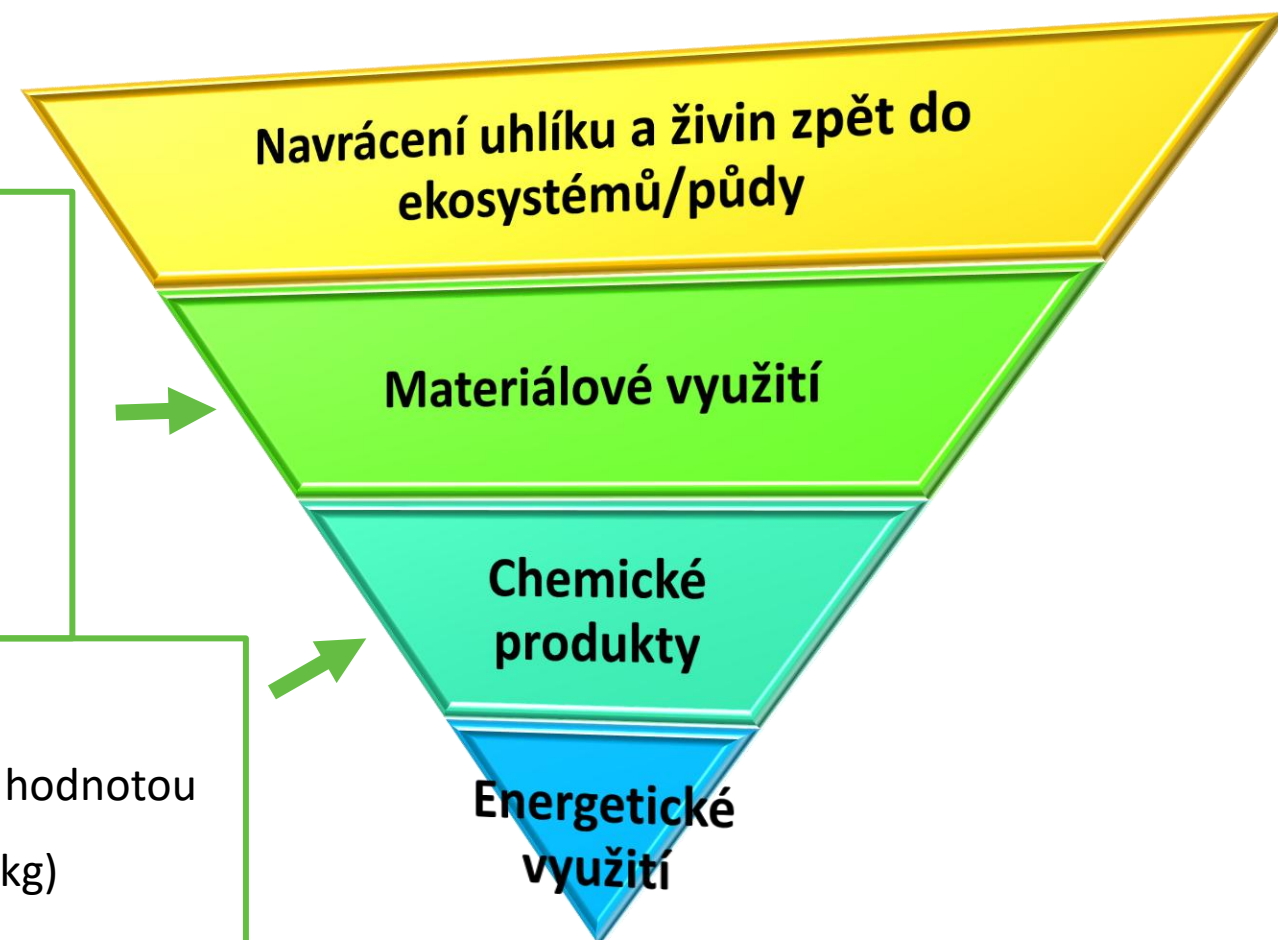 Navrácení uhlíku a živin zpět do
ekosystémů/půdy
Materiálové využití
Chemické
produkty
hodnotou
kg)
Energetické
využití